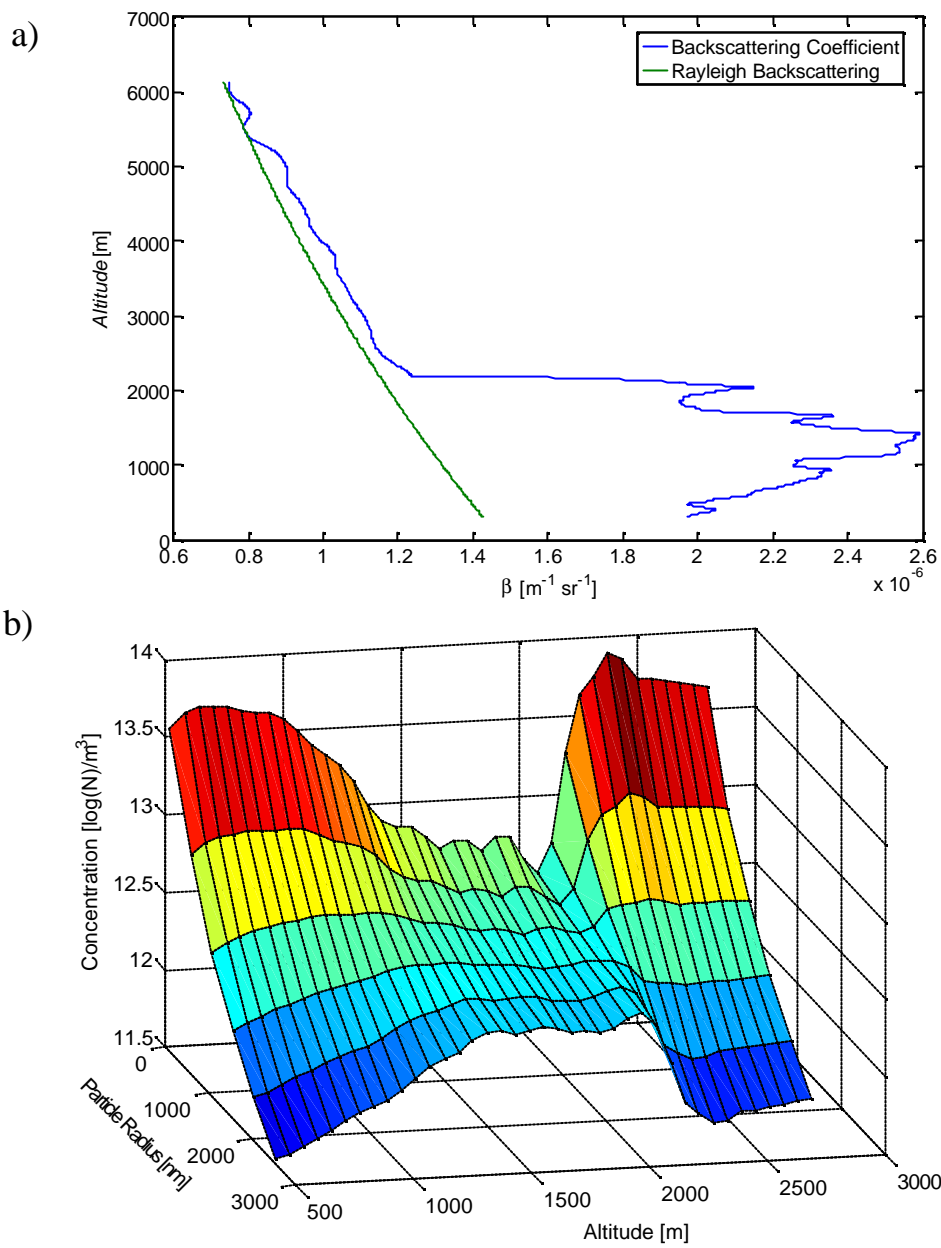 a)
7000
6000
5000
4000
3000
2000
1000
0
Altitude [m]
Backscattering Coefficient
Rayleigh Backscattering
0.6 0.8 1 1.2 1.4 1.6 1.8 2 2.2 2.4 2.6
β [m⁻¹ sr⁻¹]
x 10⁻⁶
b)
14
13.5
13
12.5
12
11.5
Concentration [log(N)/m³]
0
1000
2000
3000
Particle Radius [nm]
500
1000
1500
2000
2500
3000
Altitude [m]